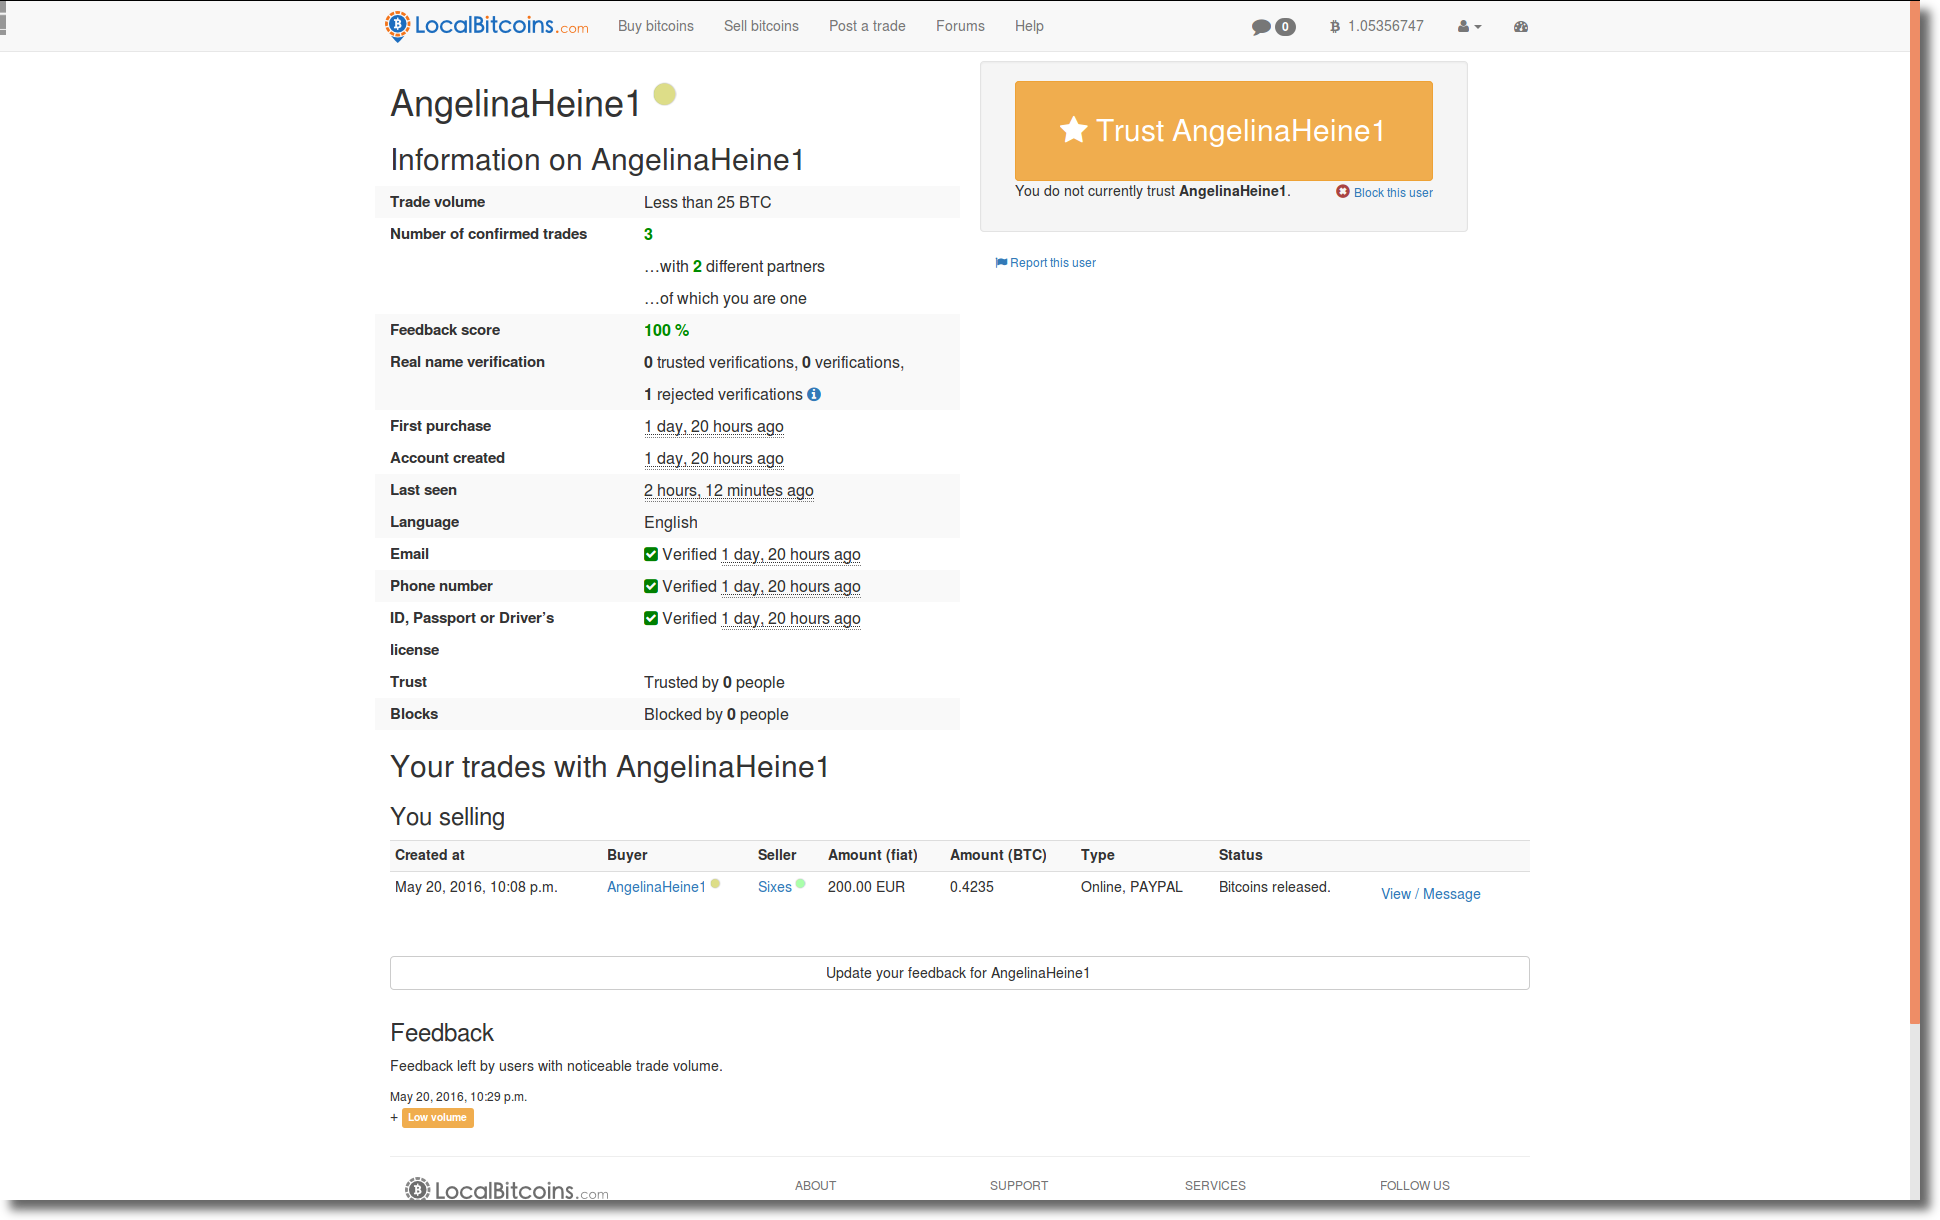 LocalBitcoins.com Buy bitcoins Sell bitcoins Post a trade Forums Help 0 1.05356747
AngelinaHeine1
Trust AngelinaHeine1
You do not currently trust AngelinaHeine1. Block this user
Report this user
Information on AngelinaHeine1
Trade volume Less than 25 BTC
Number of confirmed trades 3
…with 2 different partners
…of which you are one
Feedback score 100 %
Real name verification 0 trusted verifications, 0 verifications,
1 rejected verifications
First purchase 1 day, 20 hours ago
Account created 1 day, 20 hours ago
Last seen 2 hours, 12 minutes ago
Language English
Email Verified 1 day, 20 hours ago
Phone number Verified 1 day, 20 hours ago
ID, Passport or Driver’s Verified 1 day, 20 hours ago
license
Trust Trusted by 0 people
Blocks Blocked by 0 people
Your trades with AngelinaHeine1
You selling
Created at Buyer Seller Amount (fiat) Amount (BTC) Type Status
May 20, 2016, 10:08 p.m. AngelinaHeine1 Sixes 200.00 EUR 0.4235 Online, PAYPAL Bitcoins released. View / Message
Update your feedback for AngelinaHeine1
Feedback
Feedback left by users with noticeable trade volume.
May 20, 2016, 10:29 p.m.
+ Low volume
LocalBitcoins.com ABOUT SUPPORT SERVICES FOLLOW US